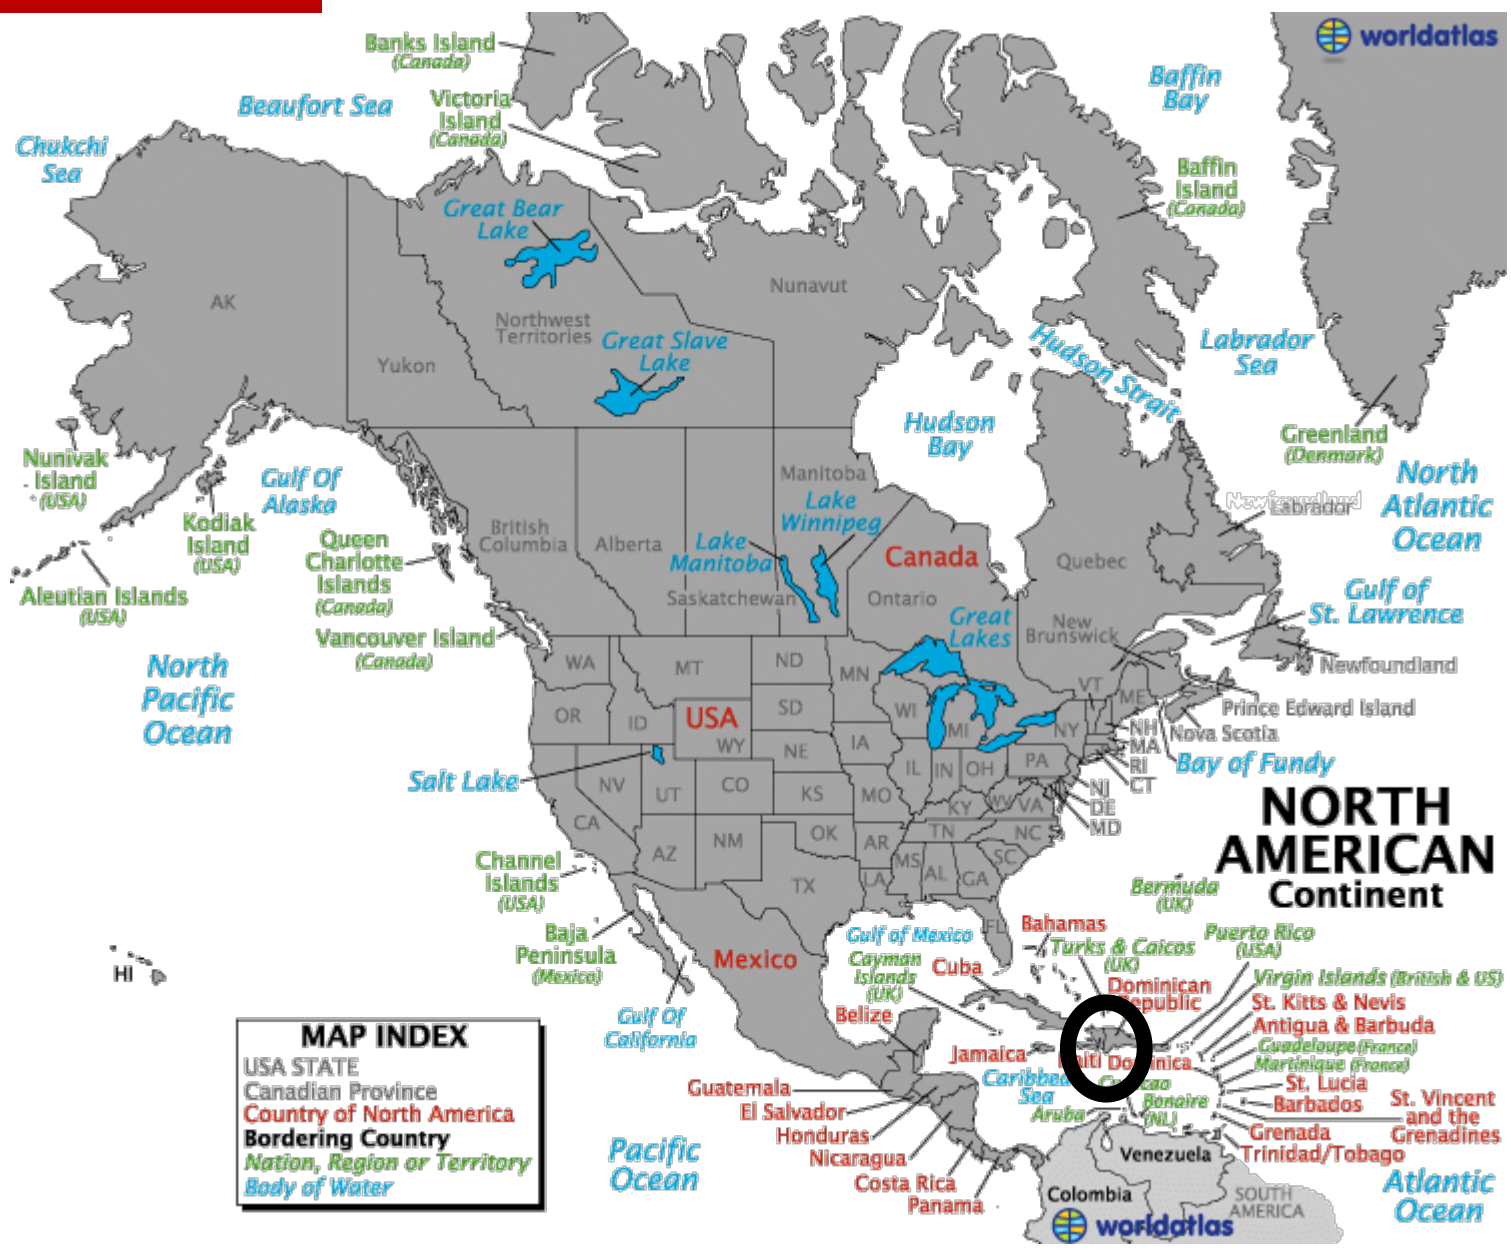 worldatlas
Banks Island
(Canada)
Beaufort Sea
Victoria
Island
(Canada)
Chukchi
Sea
Baffin
Bay
Baffin
Island
(Canada)
Great Bear
Lake
AK
Nunavut
Northwest
Territories
Great Slave
Lake
Yukon
Hudson Strait
Labrador
Sea
Hudson
Bay
Greenland
(Denmark)
Nunivak
Island
(USA)
Gulf Of
Alaska
Kodiak
Island
(USA)
Aleutian Islands
(USA)
Queen
Charlotte
Islands
(Canada)
Vancouver Island
(Canada)
British
Columbia
Alberta
Manitoba
Lake
Winnipeg
Lake
Manitoba
Saskatchewan
Canada
Ontario
Quebec
Newfoundland
Labrador
North
Atlantic
Ocean
Gulf of
St. Lawrence
Great
Lakes
New
Brunswick
Newfoundland
Prince Edward Island
Nova Scotia
Bay of Fundy
North
Pacific
Ocean
WA
MT
ND
MN
OR
ID
USA
SD
WI
MI
VT
ME
NY
NH
MA
RI
CT
WY
NE
IA
PA
NJ
DE
MD
Salt Lake
NV
UT
CO
KS
MO
IL
IN
OH
KY
WV
VA
CA
AZ
NM
OK
AR
TN
NC
SC
MS
AL
GA
LA
TX
FL
NORTH
AMERICAN
Continent
Channel
Islands
(USA)
Baja
Peninsula
(Mexico)
Gulf Of
California
HI
Mexico
Gulf of Mexico
Cayman
Islands
(UK)
Cuba
Bahamas
Turks & Caicos
(UK)
Bermuda
(UK)
Puerto Rico
(USA)
Virgin Islands (British & US)
Dominican
Republic
St. Kitts & Nevis
Antigua & Barbuda
Guadeloupe (France)
Martinique (France)
St. Lucia
Barbados
St. Vincent
and the
Grenadines
Grenada
Trinidad/Tobago
Belize
Jamaica
Haiti
Dominica
Caribbean
Sea
Curacao
Aruba
Bonaire
(NL)
Guatemala
El Salvador
Honduras
Nicaragua
Costa Rica
Panama
Pacific
Ocean
Venezuela
Colombia
SOUTH
AMERICA
Atlantic
Ocean
worldatlas
MAP INDEX
USA STATE
Canadian Province
Country of North America
Bordering Country
Nation, Region or Territory
Body of Water